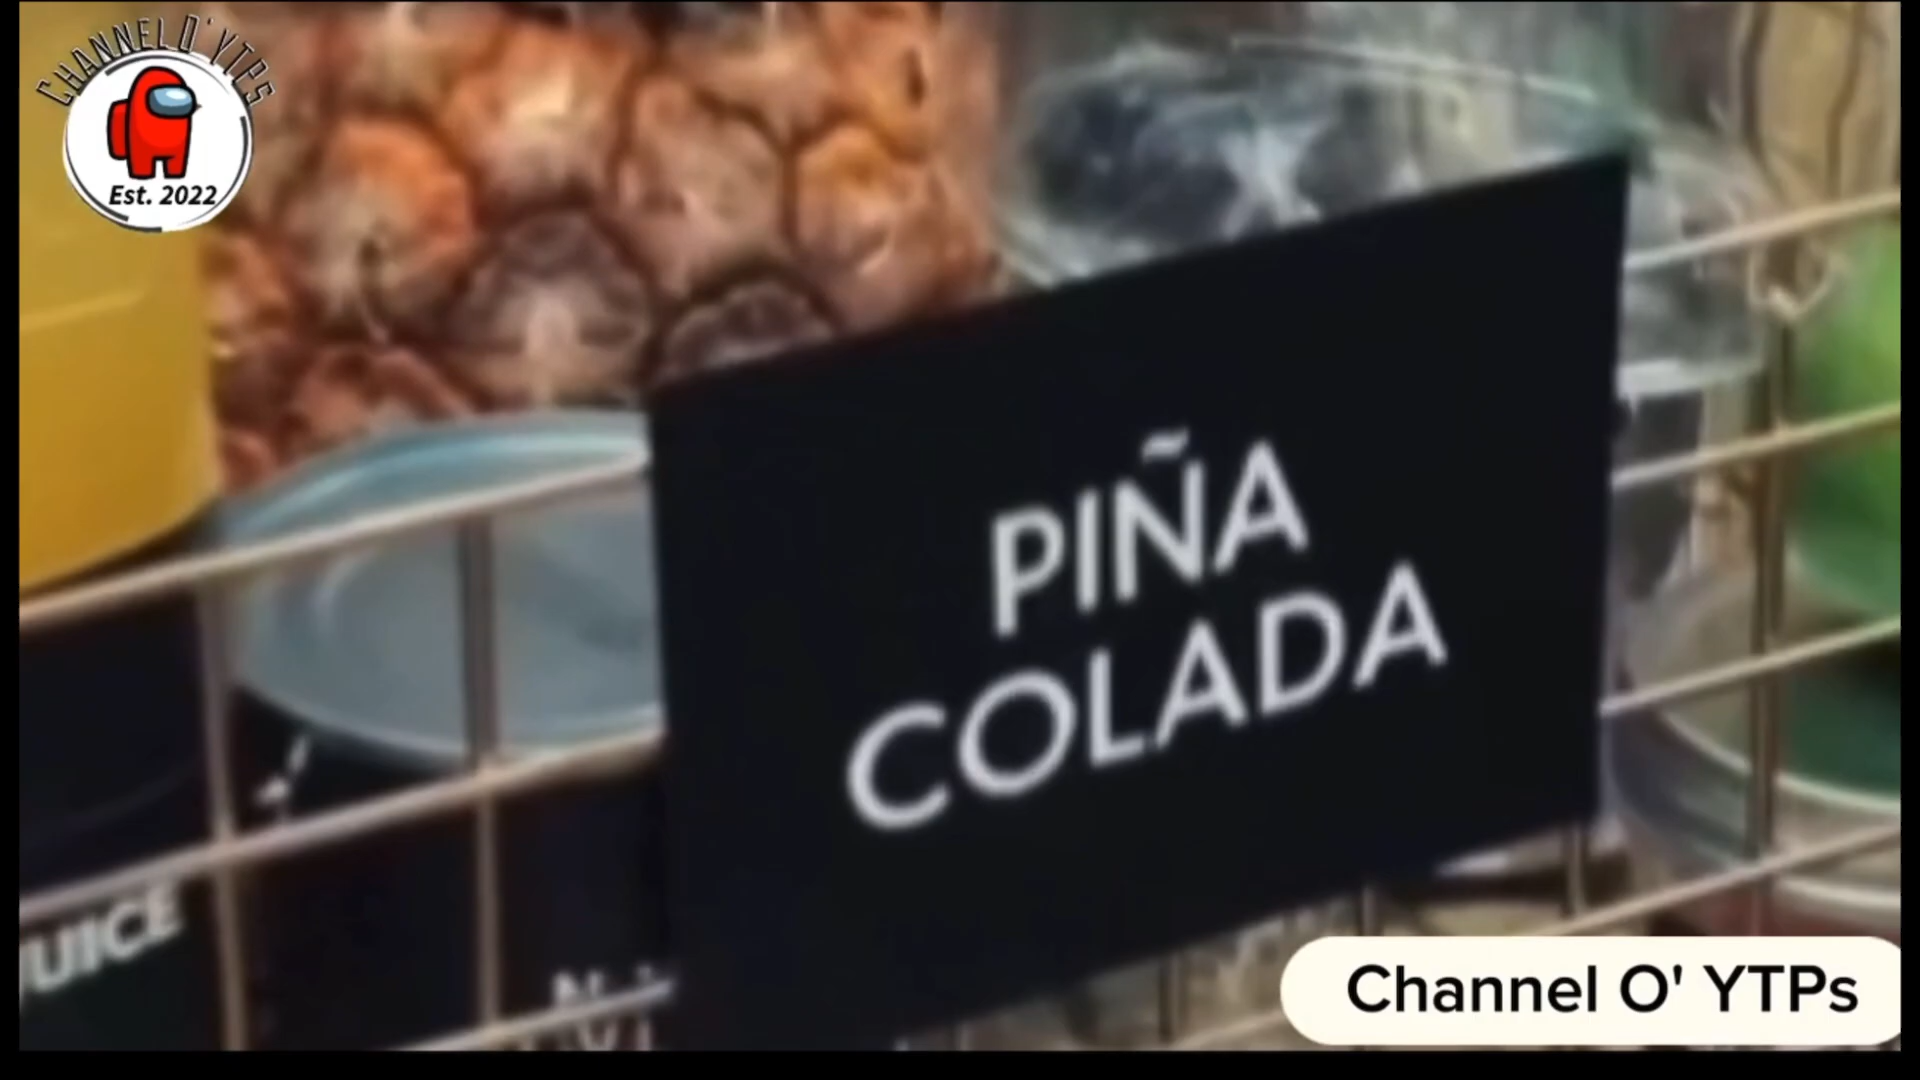 CHANNEL O' YTPS
Est. 2022
PIÑA
COLADA
JUICE
Channel O' YTPs